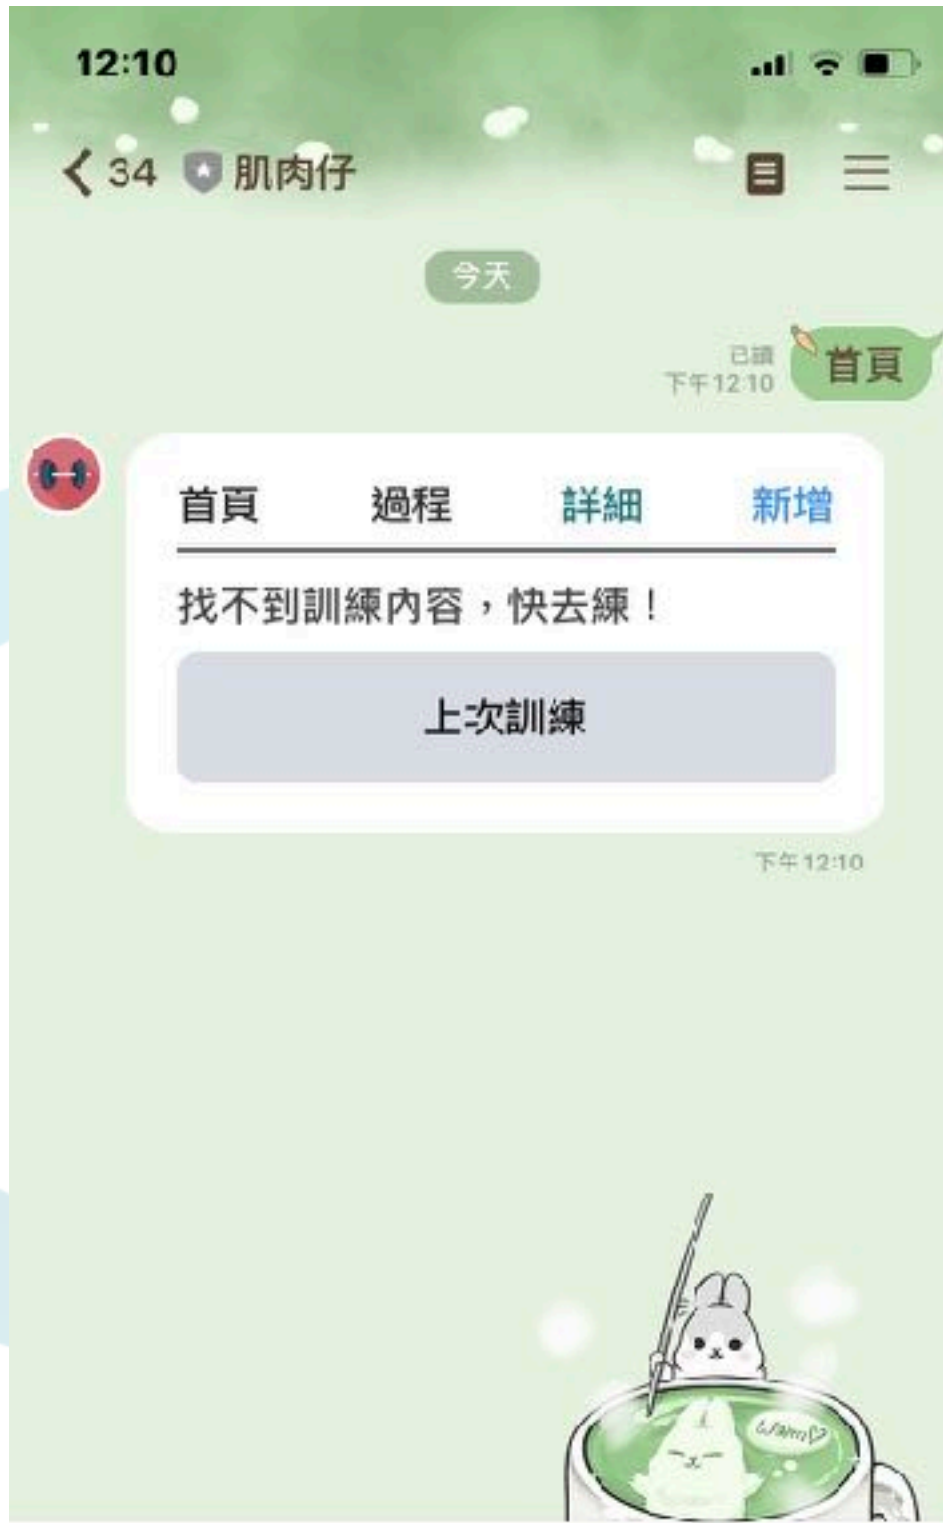 12:10
34 肌肉仔
今天
已讀
下午12:10
首頁
首頁 過程 詳細 新增
找不到訓練內容，快去練！
上次訓練
下午12:10
Warm♡